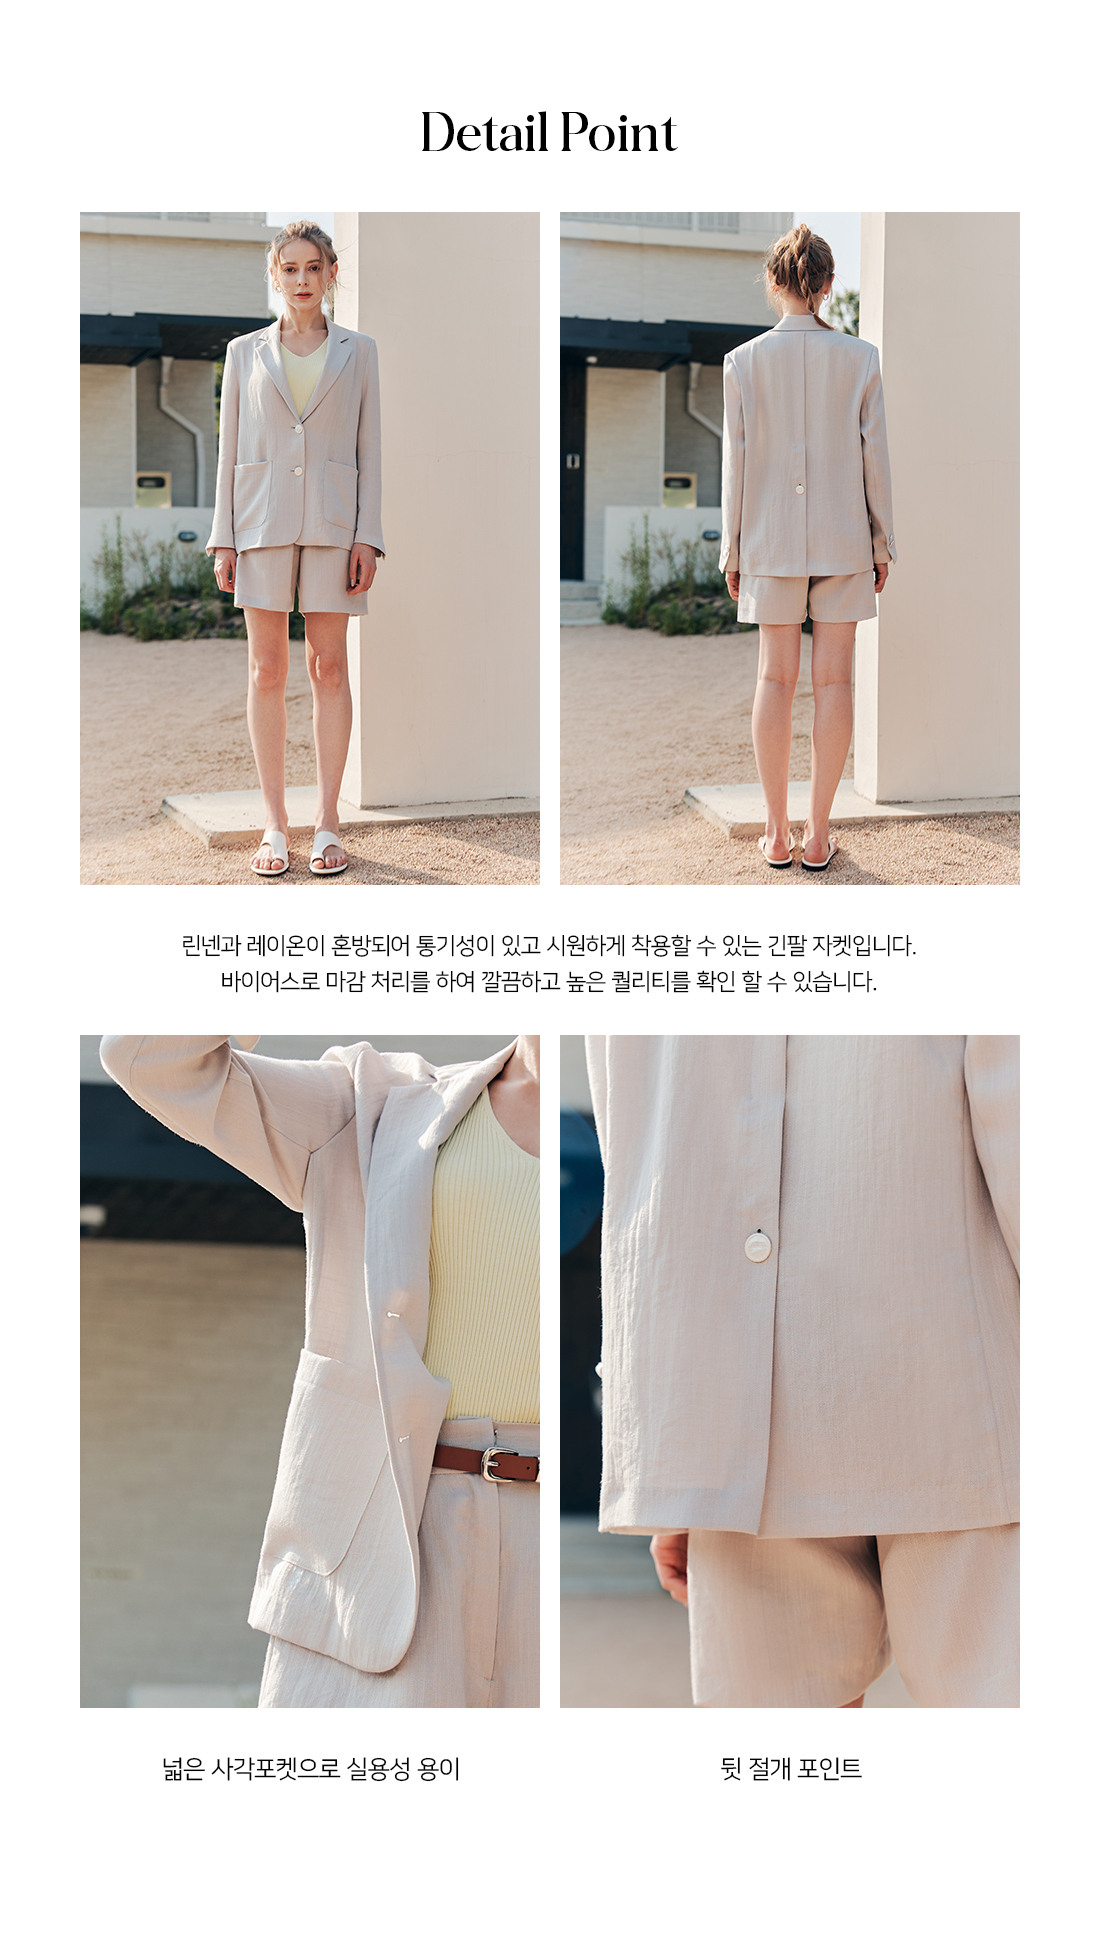 Detail Point
린넨과 레이온이 혼방되어 통기성이 있고 시원하게 착용할 수 있는 긴팔 자켓입니다.
바이어스로 마감 처리를 하여 깔끔하고 높은 퀄리티를 확인 할 수 있습니다.
넓은 사각포켓으로 실용성 용이
뒷 절개 포인트